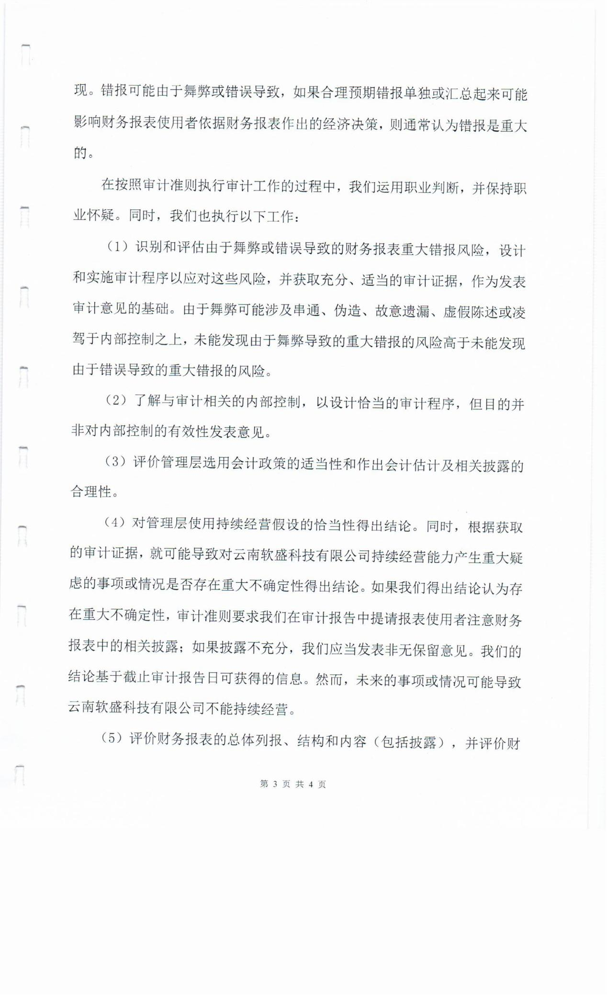 现。错报可能由于舞弊或错误导致，如果合理预期错报单独或汇总起来可能
影响财务报表使用者依据财务报表作出的经济决策，则通常认为错报是重大
的。
在按照审计准则执行审计工作的过程中，我们运用职业判断，并保持职
业怀疑。同时，我们也执行以下工作：
（1）识别和评估由于舞弊或错误导致的财务报表重大错报风险，设计
和实施审计程序以应对这些风险，并获取充分、适当的审计证据，作为发表
审计意见的基础。由于舞弊可能涉及串通、伪造、故意遗漏、虚假陈述或凌
驾于内部控制之上，未能发现由于舞弊导致的重大错报的风险高于未能发现
由于错误导致的重大错报的风险。
（2）了解与审计相关的内部控制，以设计恰当的审计程序，但目的并
非对内部控制的有效性发表意见。
（3）评价管理层选用会计政策的适当性和作出会计估计及相关披露的
合理性。
（4）对管理层使用持续经营假设的恰当性得出结论。同时，根据获取
的审计证据，就可能导致对云南软盛科技有限公司持续经营能力产生重大疑
虑的事项或情况是否存在重大不确定性得出结论。如果我们得出结论认为存
在重大不确定性，审计准则要求我们在审计报告中提请报表使用者注意财务
报表中的相关披露；如果披露不充分，我们应当发表非无保留意见。我们的
结论基于截止审计报告日可获得的信息。然而，未来的事项或情况可能导致
云南软盛科技有限公司不能持续经营。
（5）评价财务报表的总体列报、结构和内容（包括披露），并评价财
第 3 页 共 4 页